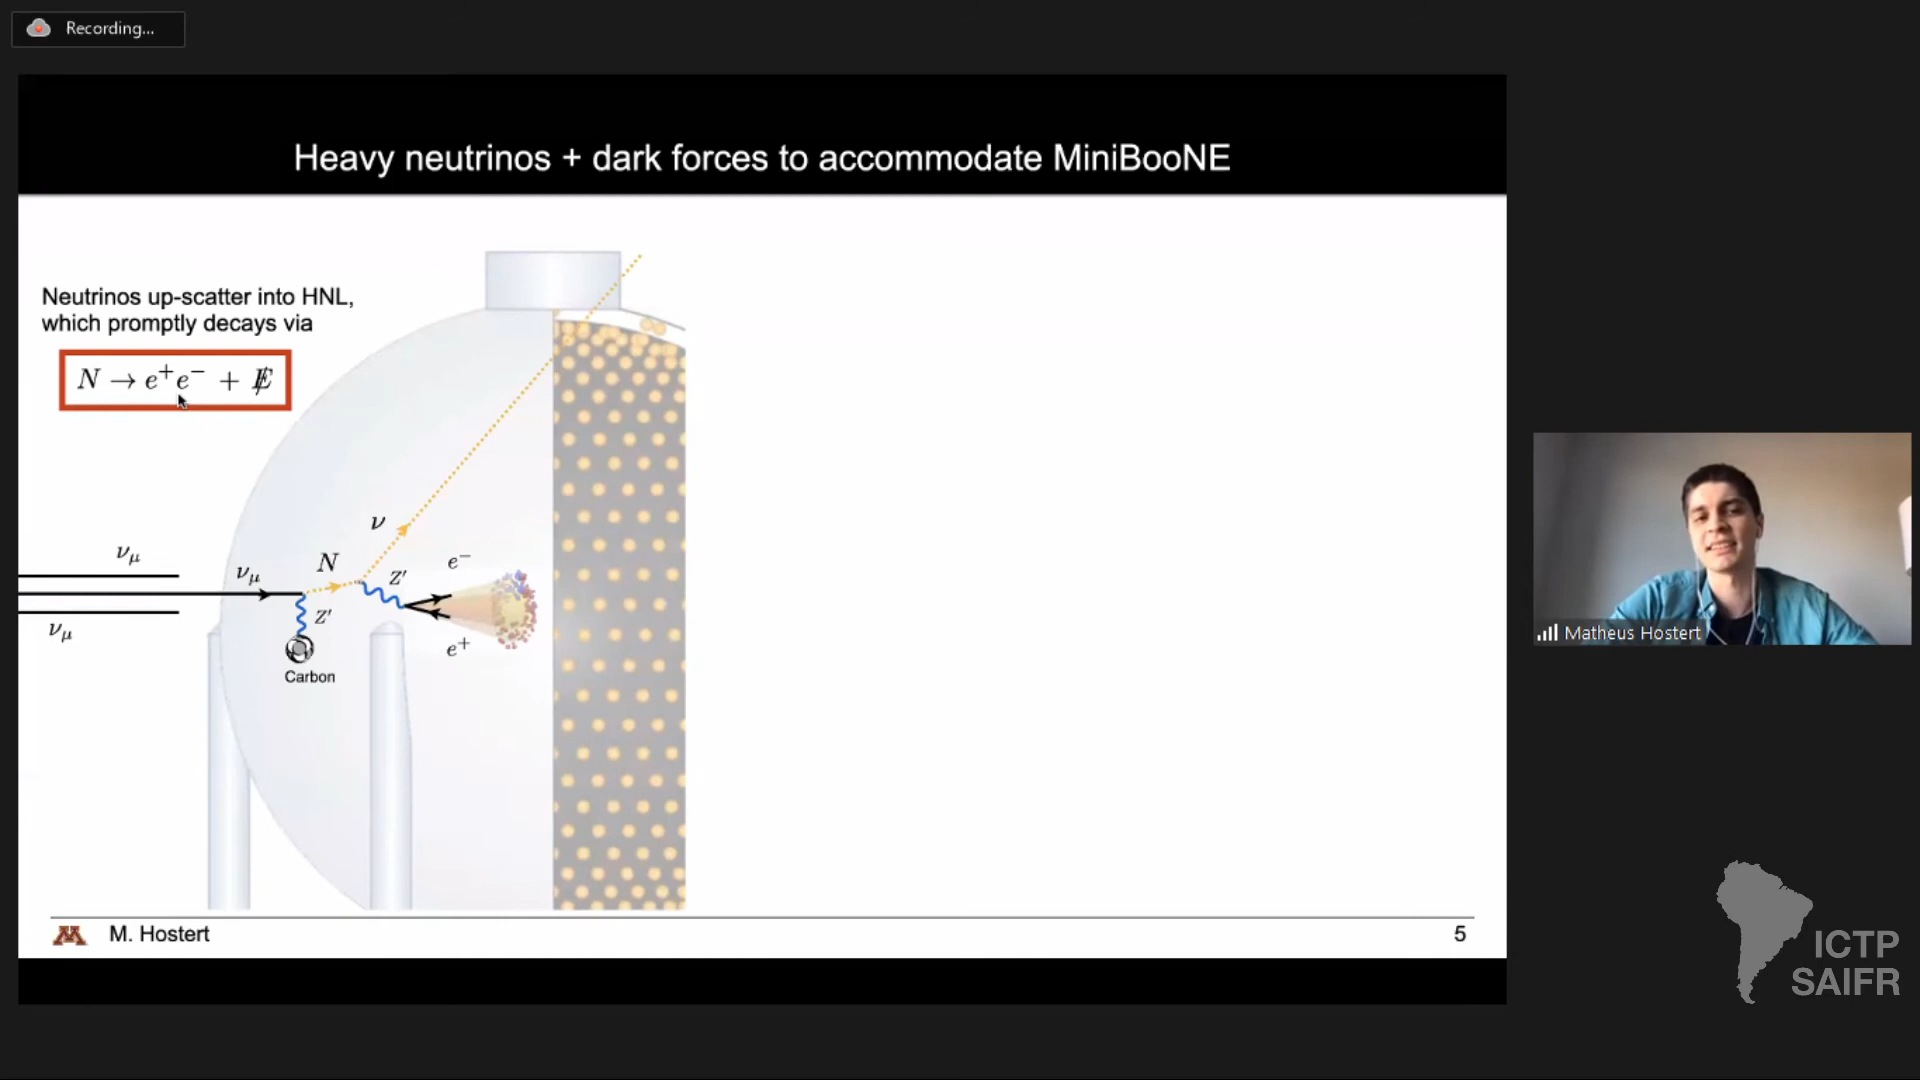 Recording...
Heavy neutrinos + dark forces to accommodate MiniBooNE
Neutrinos up-scatter into HNL,
which promptly decays via
N → e⁺e⁻ + E̸
ν
N
e⁻
Z'
ν_μ
ν_μ
Z'
ν_μ
e⁺
Carbon
M
M. Hostert
5
Matheus Hostert
ICTP
SAIFR